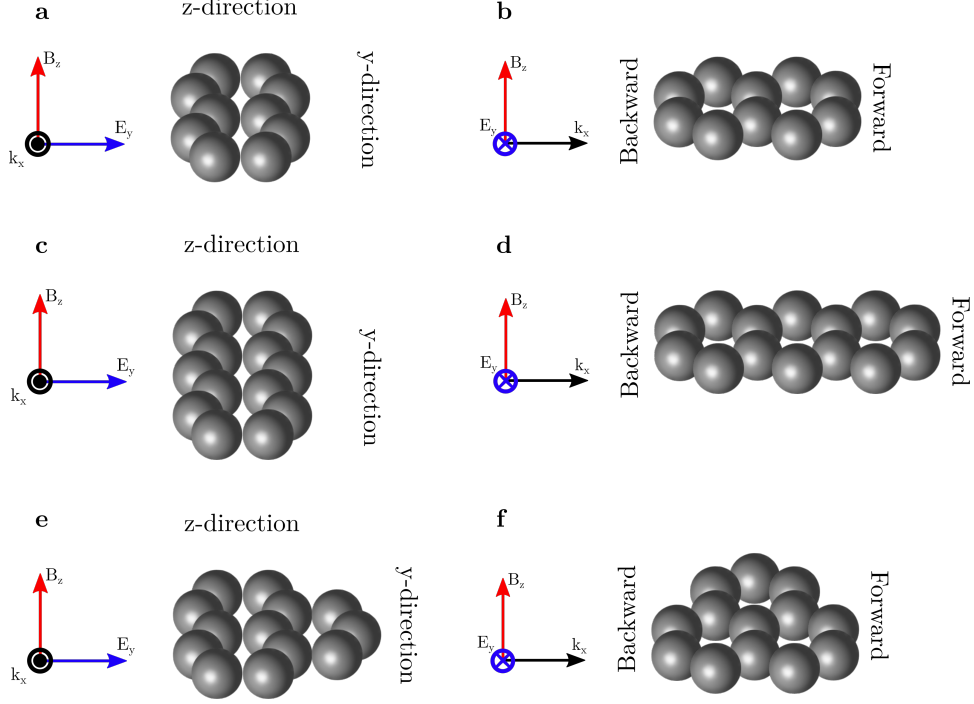 a
z-direction
B_z
E_y
k_x
y-direction
b
B_z
E_y
k_x
Backward
Forward
c
z-direction
B_z
E_y
k_x
y-direction
d
B_z
E_y
k_x
Backward
Forward
e
z-direction
B_z
E_y
k_x
y-direction
f
B_z
E_y
k_x
Backward
Forward